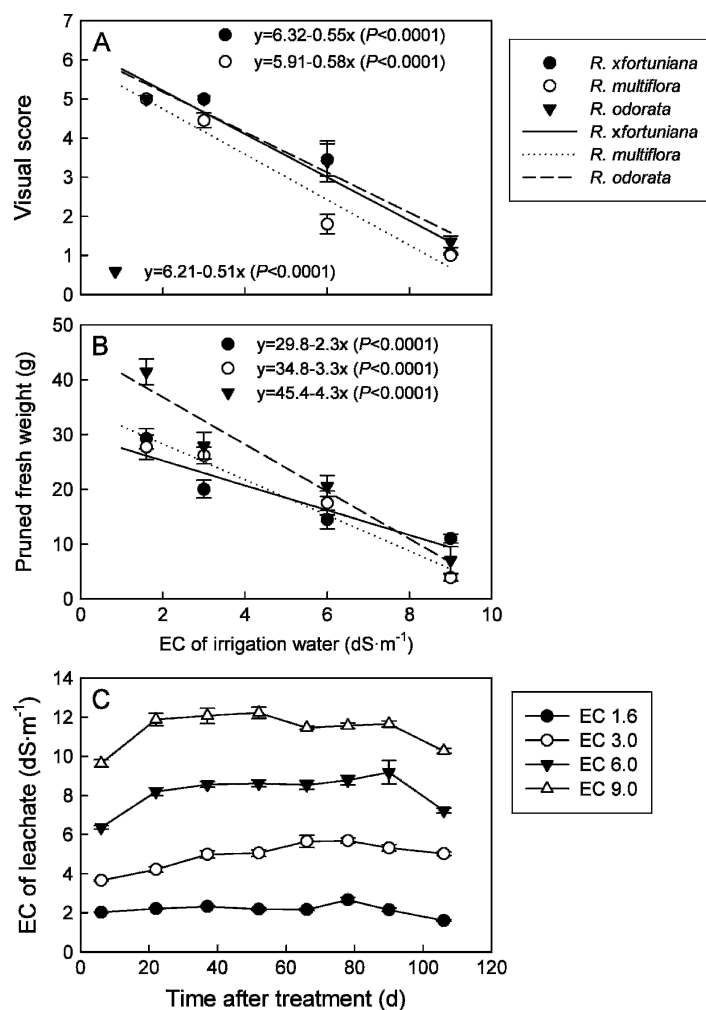 A
y=6.32-0.55x (P<0.0001)
y=5.91-0.58x (P<0.0001)
y=6.21-0.51x (P<0.0001)
Visual score
7
6
5
4
3
2
1
0
R. xfortuniana
R. multiflora
R. odorata
R. xfortuniana
R. multiflora
R. odorata
B
y=29.8-2.3x (P<0.0001)
y=34.8-3.3x (P<0.0001)
y=45.4-4.3x (P<0.0001)
Pruned fresh weight (g)
50
40
30
20
10
0
0 2 4 6 8 10
EC of irrigation water (dS·m-1)
C
EC of leachate (dS·m-1)
14
12
10
8
6
4
2
0
0 20 40 60 80 100 120
Time after treatment (d)
EC 1.6
EC 3.0
EC 6.0
EC 9.0